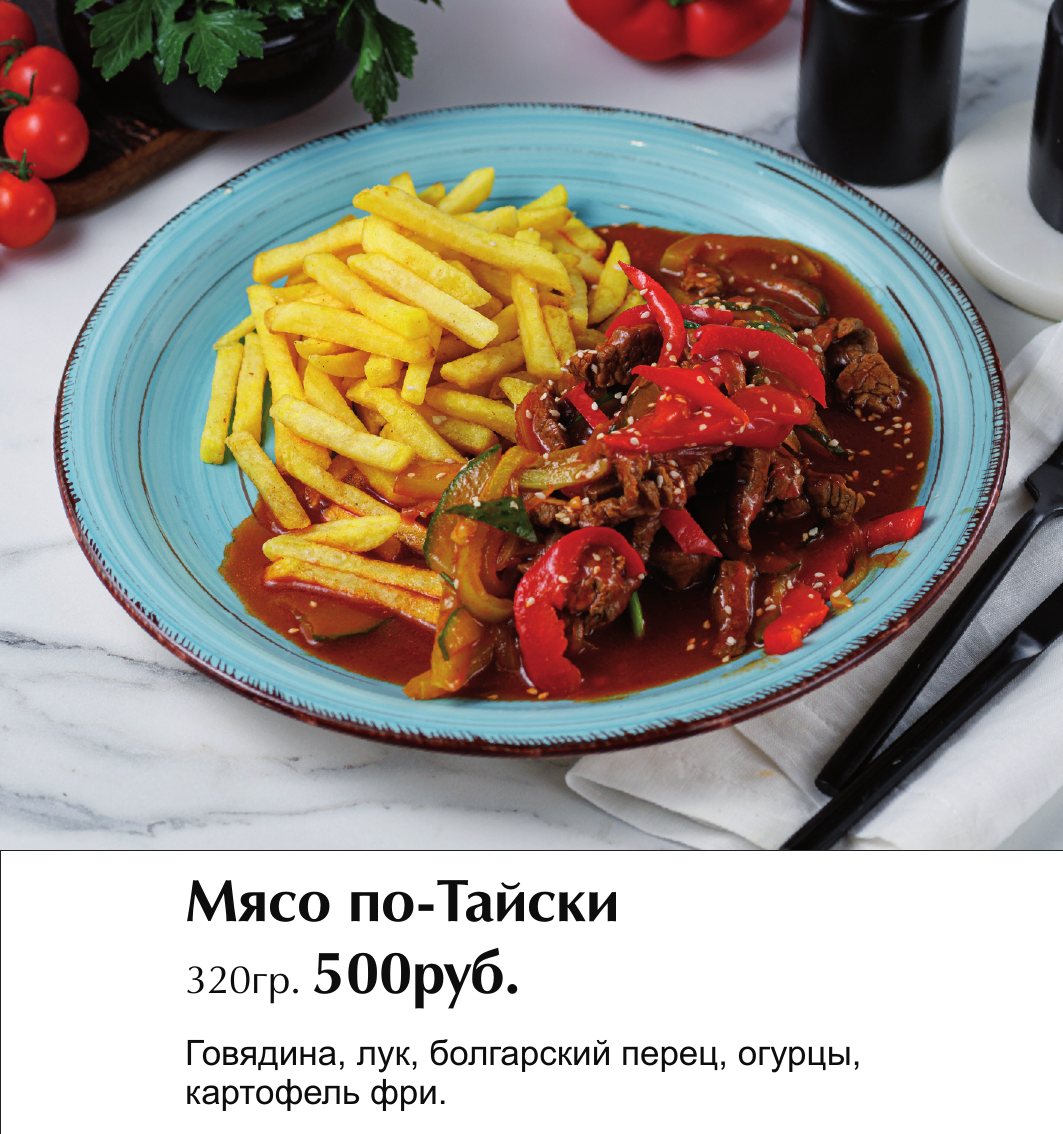 Мясо по-Тайски
320гр. 500руб.
Говядина, лук, болгарский перец, огурцы,
картофель фри.